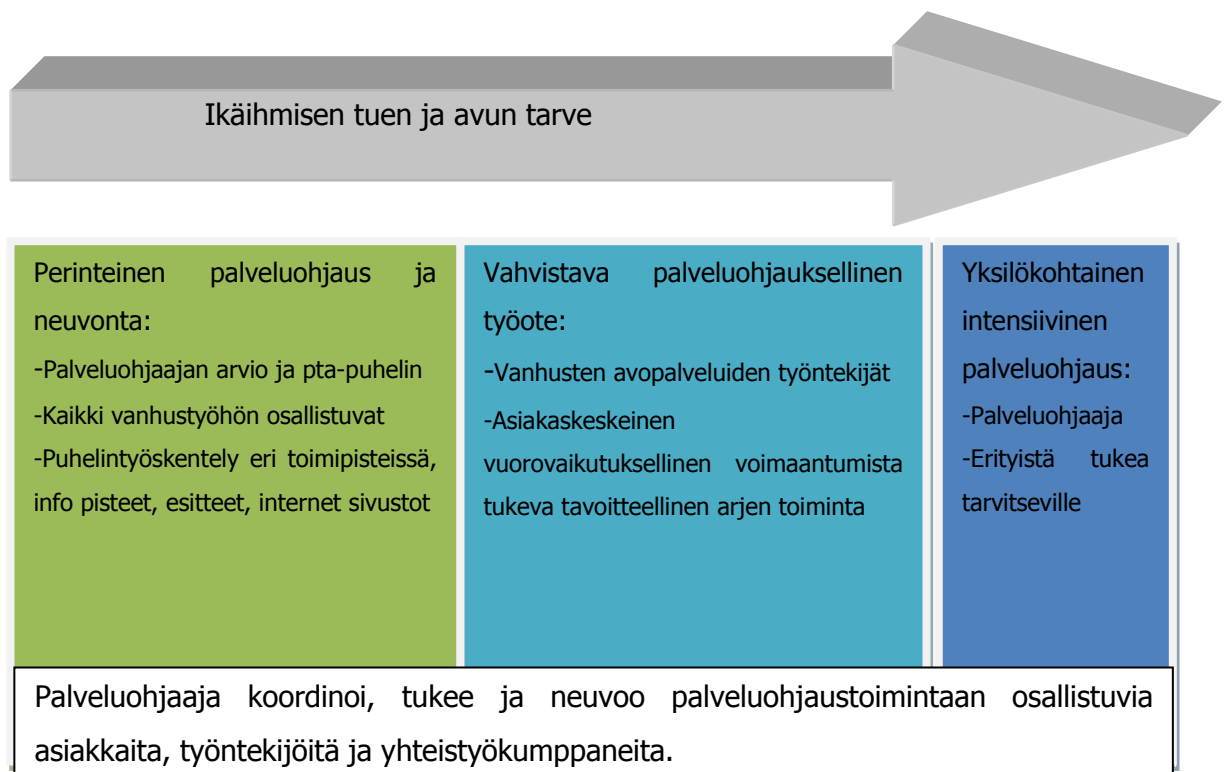 Ikäihmisen tuen ja avun tarve
Perinteinen palveluohjaus ja
neuvonta:
-Palveluohjaajan arvio ja pta-puhelin
-Kaikki vanhustyöhön osallistuvat
-Puhelintyöskentely eri toimipisteissä,
info pisteet, esitteet, internet sivustot
Vahvistava palveluohjauksellinen
työote:
-Vanhusten avopalveluiden työntekijät
-Asiakaskeskeinen
vuorovaikutuksellinen voimaantumista
tukeva tavoitteellinen arjen toiminta
Yksilökohtainen
intensiivinen
palveluohjaus:
-Palveluohjaaja
-Erityistä tukea
tarvitseville
Palveluohjaaja koordinoi, tukee ja neuvoo palveluohjaustoimintaan osallistuvia
asiakkaita, työntekijöitä ja yhteistyökumppaneita.